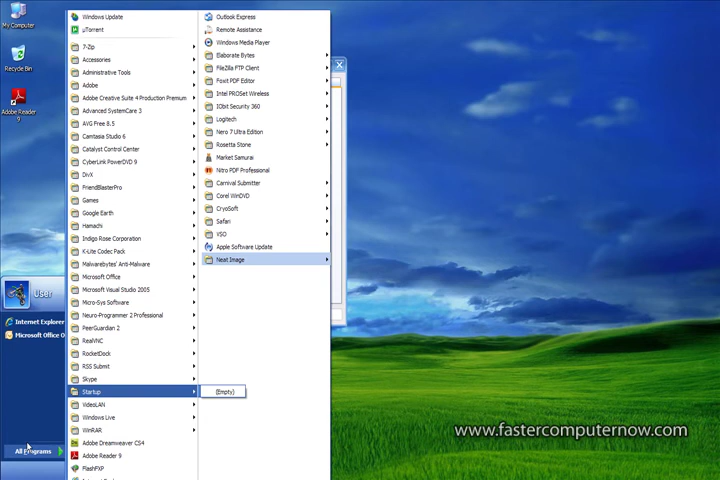 My Computer
Recycle Bin
Adobe Reader
9
User
Internet Explorer
Microsoft Office O
All Programs
Windows Update
µTorrent
7-Zip
Accessories
Administrative Tools
Adobe
Adobe Creative Suite 4 Production Premium
Advanced SystemCare 3
AVG Free 8.5
Camtasia Studio 6
Catalyst Control Center
CyberLink PowerDVD 9
DivX
FriendBlasterPro
Games
Google Earth
Hamachi
Indigo Rose Corporation
K-Lite Codec Pack
Malwarebytes' Anti-Malware
Microsoft Office
Microsoft Visual Studio 2005
Micro-Sys Software
Neuro-Programmer 2 Professional
PeerGuardian 2
RealVNC
RocketDock
RSS Submit
Skype
Startup
VideoLAN
Windows Live
WinRAR
Adobe Dreamweaver CS4
Adobe Reader 9
FlashFXP
Outlook Express
Remote Assistance
Windows Media Player
Elaborate Bytes
FileZilla FTP Client
Foxit PDF Editor
Intel PROSet Wireless
IObit Security 360
Logitech
Nero 7 Ultra Edition
Rosetta Stone
Market Samurai
Nitro PDF Professional
Carnival Submitter
Corel WinDVD
CryoSoft
Safari
VSO
Apple Software Update
Neat Image
(Empty)
www.fastercomputernow.com